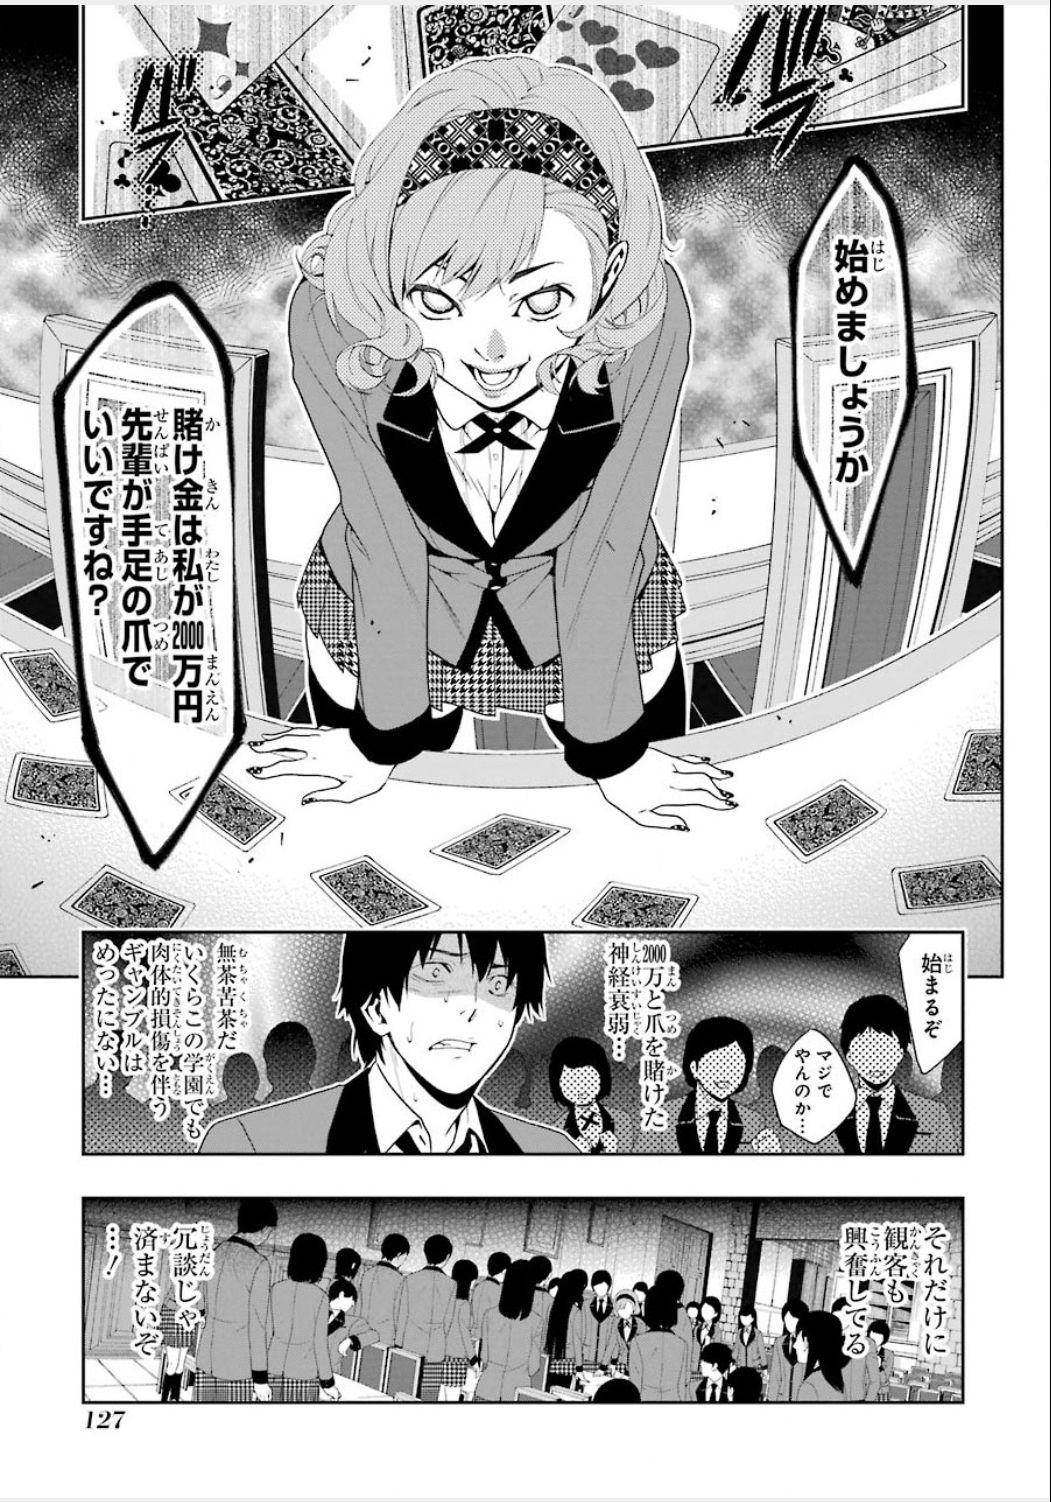 ザラ
ザラ…
始めましょうか
賭け金は私が2000万円
先輩が手足の爪で
いいですね?
始まるぞ
マジで
やんのか…
2000万と爪を賭けた
神経衰弱…
無茶苦茶だ
いくらこの学園でも
肉体的損傷を伴う
ギャンブルは
めったにない…
それだけに
観客も
興奮してる
冗談じゃ
済まないぞ
…!
127